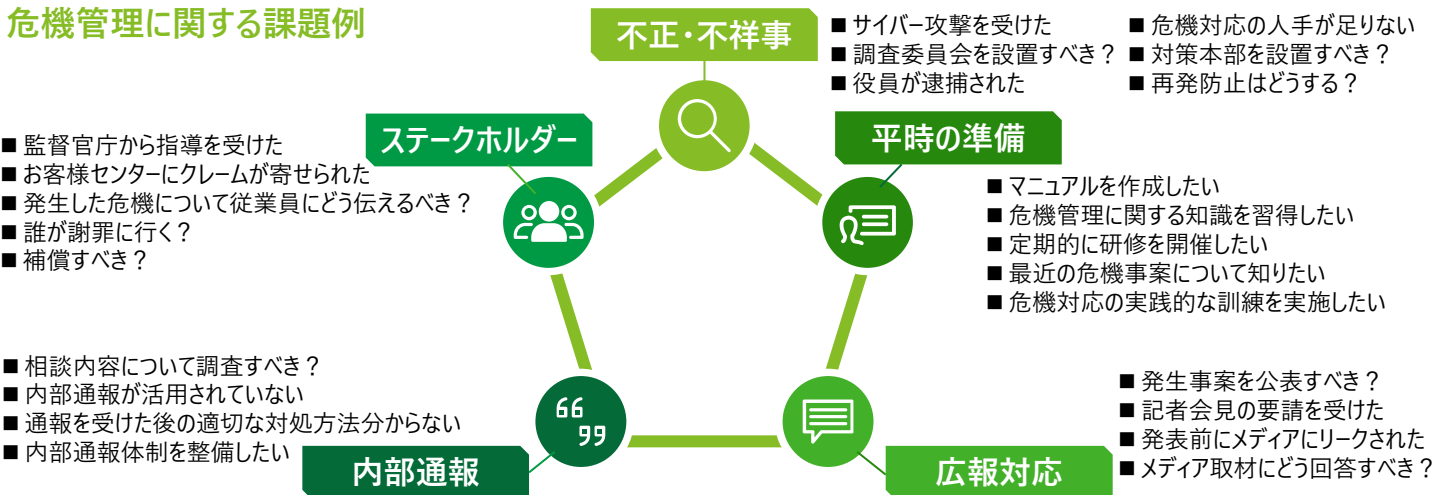 危機管理に関する課題例
不正・不祥事
■ サイバー攻撃を受けた
■ 調査委員会を設置すべき？
■ 役員が逮捕された
■ 危機対応の人手が足りない
■ 対策本部を設置すべき？
■ 再発防止はどうする？
ステークホルダー
■ 監督官庁から指導を受けた
■ お客様センターにクレームが寄せられた
■ 発生した危機について従業員にどう伝えるべき？
■ 誰が謝罪に行く？
■ 補償すべき？
平時の準備
■ マニュアルを作成したい
■ 危機管理に関する知識を習得したい
■ 定期的に研修を開催したい
■ 最近の危機事案について知りたい
■ 危機対応の実践的な訓練を実施したい
■ 相談内容について調査すべき？
■ 内部通報が活用されていない
■ 通報を受けた後の適切な対処方法分からない
■ 内部通報体制を整備したい
内部通報
■ 発生事案を公表すべき？
■ 記者会見の要請を受けた
■ 発表前にメディアにリークされた
■ メディア取材にどう回答すべき？
広報対応